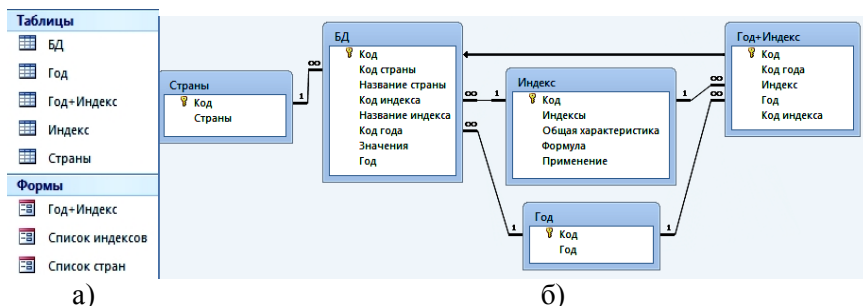 Таблицы
БД
Год
Год+Индекс
Индекс
Страны
Формы
Год+Индекс
Список индексов
Список стран
а)
Страны
Код
Страны
1
∞
БД
Код
Код страны
Название страны
Код индекса
Название индекса
Код года
Значения
Год
∞
1
∞
1
Индекс
Код
Индексы
Общая характеристика
Формула
Применение
1
∞
∞
Год
Код
Год
1
Год+Индекс
Код
Код года
Индекс
Год
Код индекса
б)